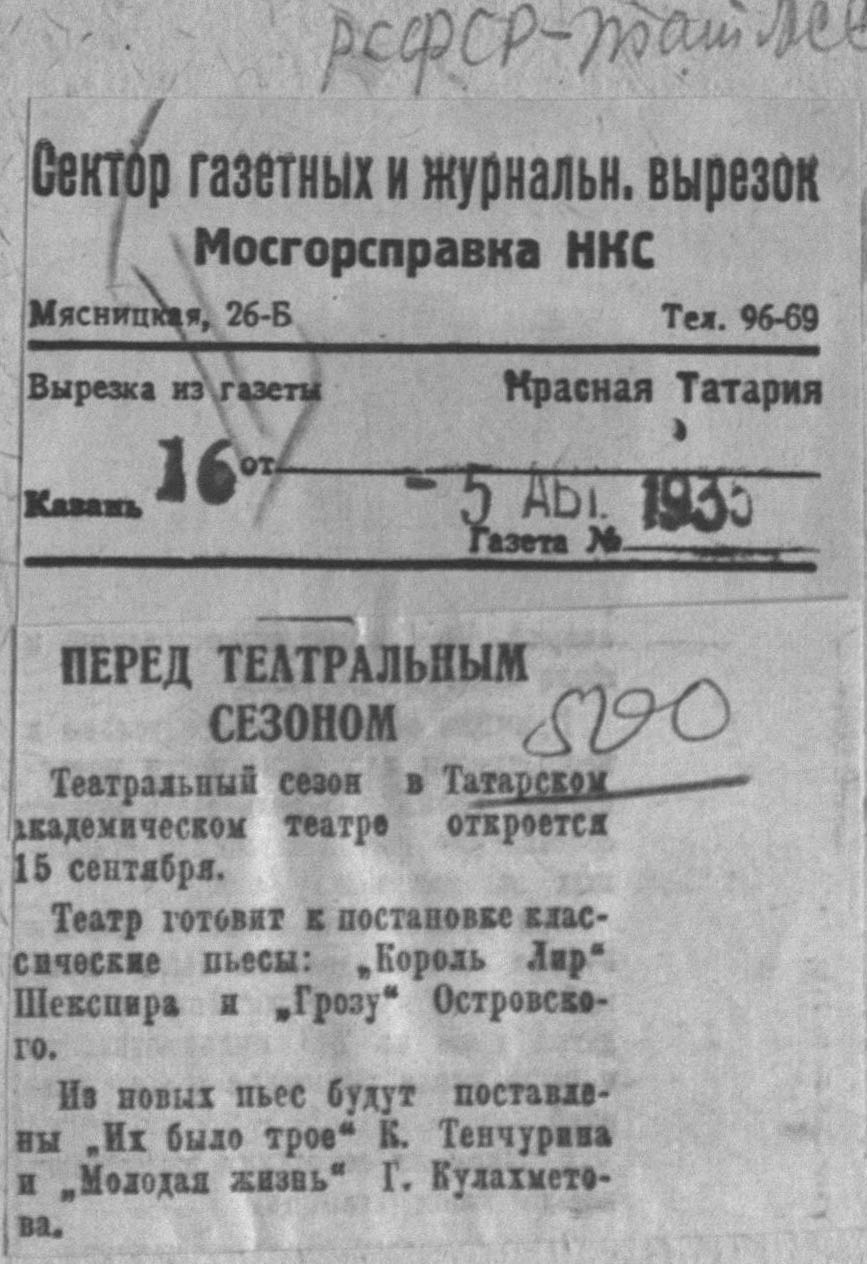 РСФСР-
Сектор газетных и журнальн. вырезок
Мосгорсправка НКС
Мясницкая, 26-Б Тел. 96-69
Вырезка из газеты Красная Татария
16 от
Казань - 5 АВГ. 1935
Газета №
ПЕРЕД ТЕАТРАЛЬНЫМ
СЕЗОНОМ
Театральный сезон в Татарском
академическом театре откроется
15 сентября.
Театр готовит к постановке клас-
сические пьесы: „Король Лир“
Шекспира и „Грозу“ Островско-
го.
Из новых пьес будут поставле-
ны „Их было трое“ К. Тенчурина
и „Молодая жизнь“ Г. Кулахмето-
ва.